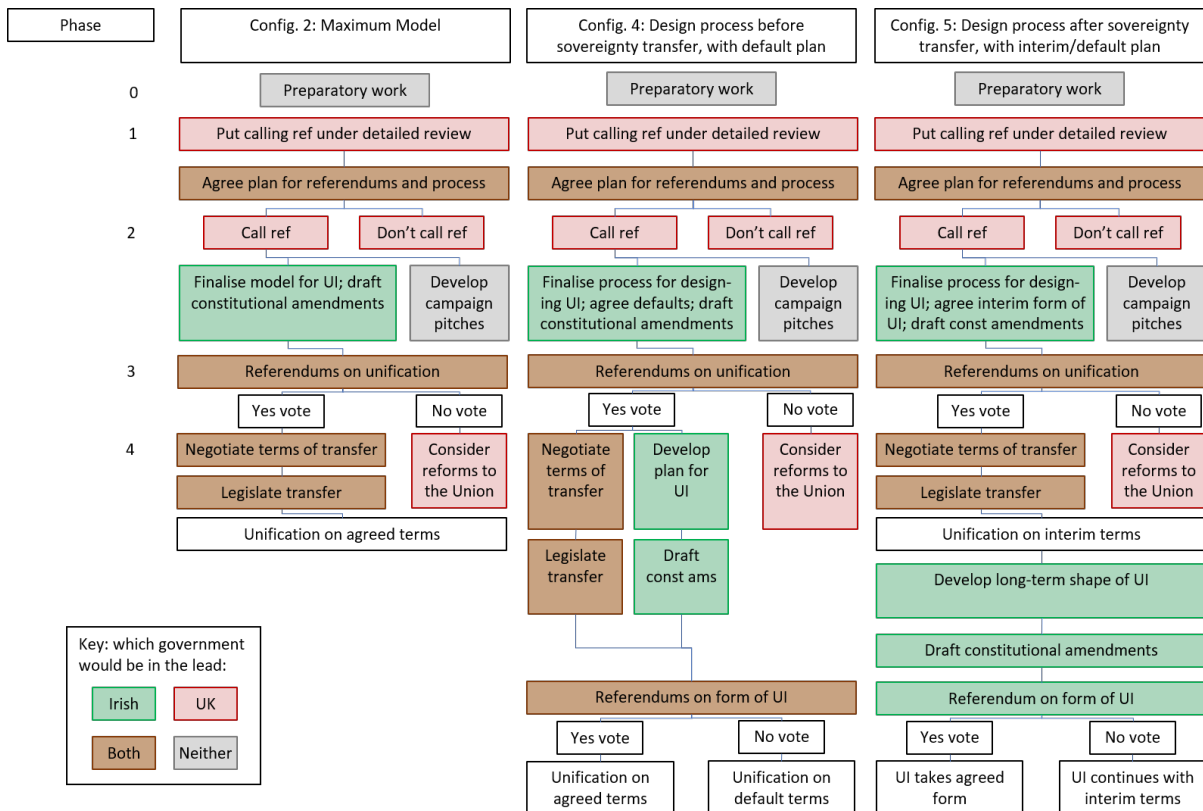 Phase
Config. 2: Maximum Model
Config. 4: Design process before
sovereignty transfer, with default plan
Config. 5: Design process after sovereignty
transfer, with interim/default plan
0
Preparatory work
Preparatory work
Preparatory work
1
Put calling ref under detailed review
Put calling ref under detailed review
Put calling ref under detailed review
Agree plan for referendums and process
Agree plan for referendums and process
Agree plan for referendums and process
2
Call ref
Don’t call ref
Call ref
Don’t call ref
Call ref
Don’t call ref
Finalise model for UI; draft
constitutional amendments
Develop
campaign
pitches
Finalise process for design-
ing UI; agree defaults; draft
constitutional amendments
Develop
campaign
pitches
Finalise process for design-
ing UI; agree interim form of
UI; draft const amendments
Develop
campaign
pitches
3
Referendums on unification
Referendums on unification
Referendums on unification
Yes vote
No vote
Yes vote
No vote
Yes vote
No vote
4
Negotiate terms of transfer
Consider
reforms to
the Union
Legislate transfer
Unification on agreed terms
Negotiate
terms of
transfer
Develop
plan for
UI
Consider
reforms to
the Union
Legislate
transfer
Draft
const ams
Negotiate terms of transfer
Consider
reforms to
the Union
Legislate transfer
Unification on interim terms
Develop long-term shape of UI
Draft constitutional amendments
Referendums on form of UI
Referendum on form of UI
Yes vote
No vote
Yes vote
No vote
Unification on
agreed terms
Unification on
default terms
UI takes agreed
form
UI continues with
interim terms
Key: which government
would be in the lead:
Irish
UK
Both
Neither